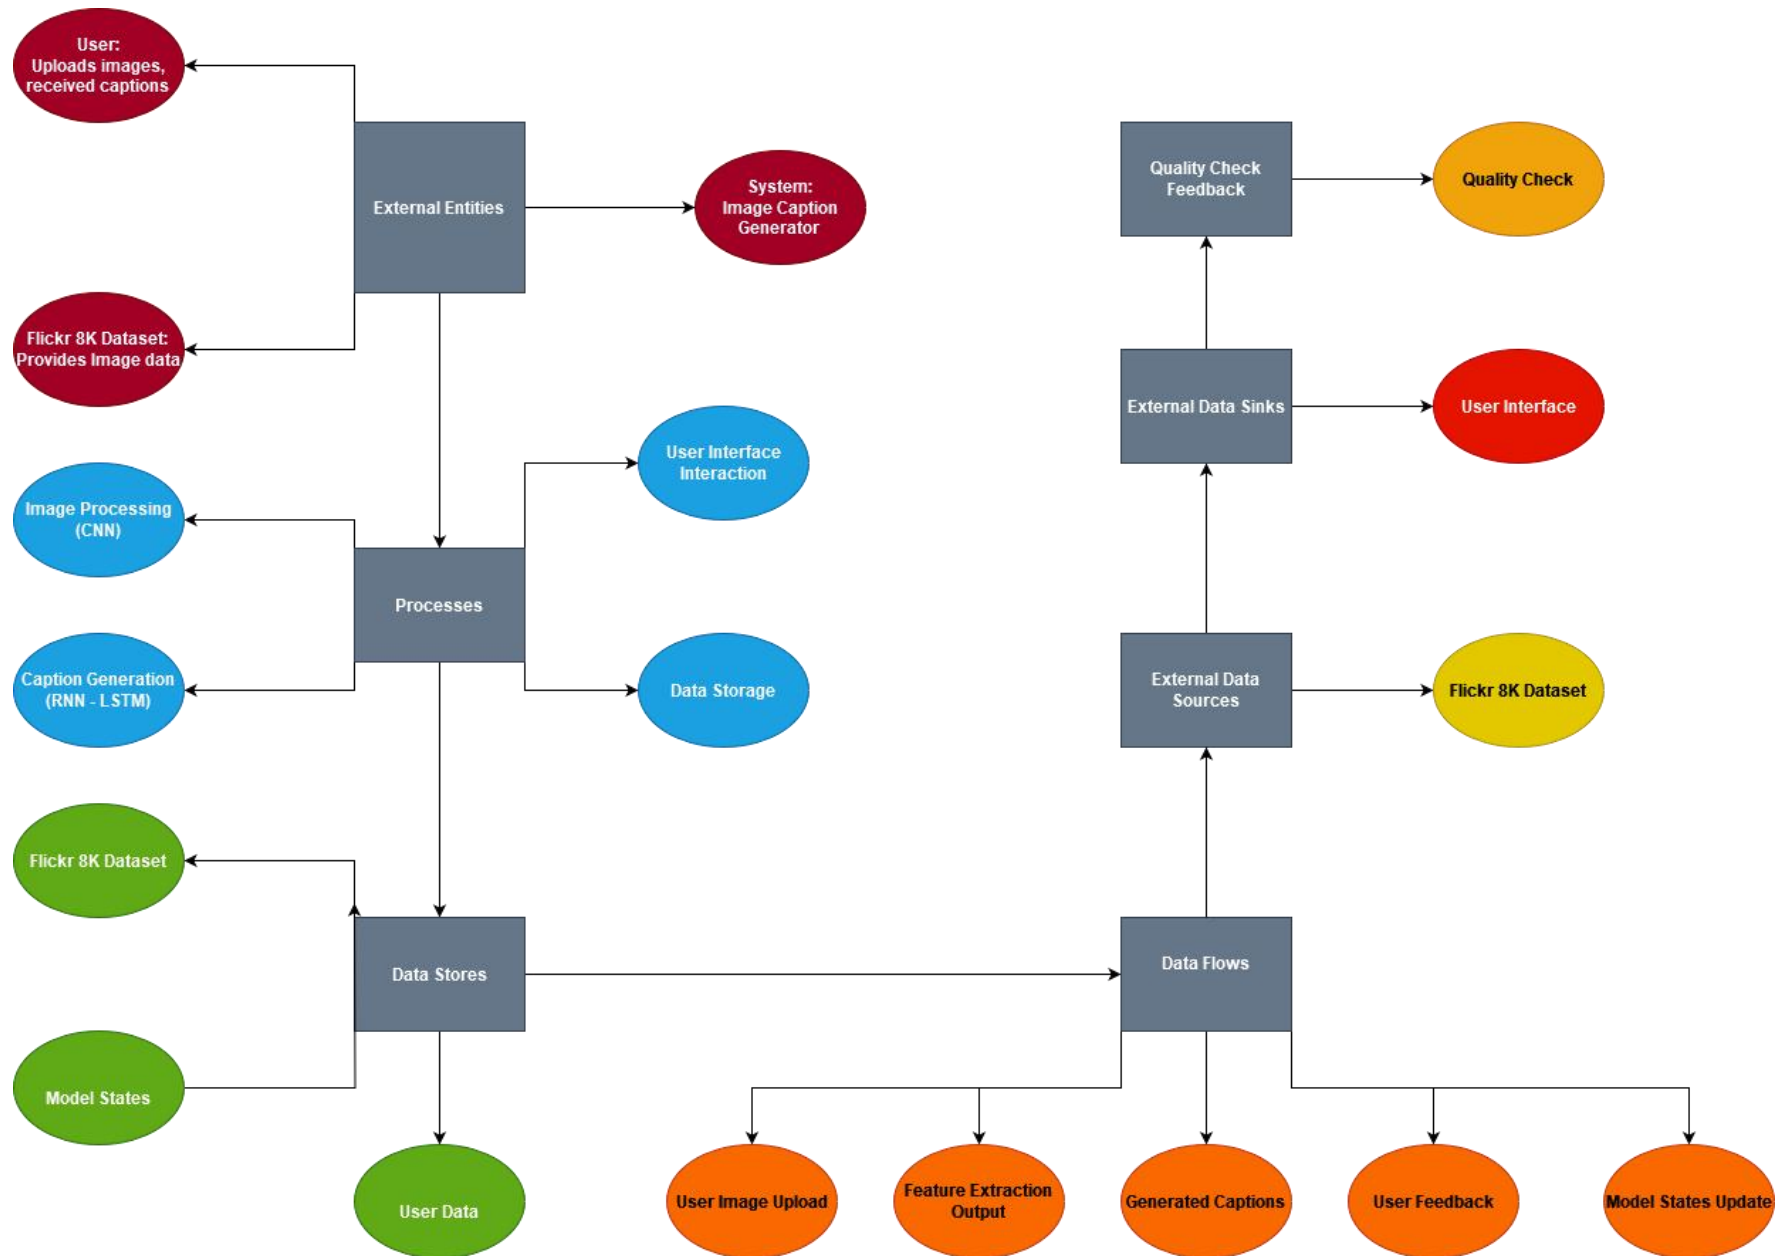 User:
Uploads images,
received captions
External Entities
System:
Image Caption
Generator
Flickr 8K Dataset:
Provides Image data
Quality Check
Feedback
Quality Check
External Data Sinks
User Interface
User Interface
Interaction
Image Processing
(CNN)
Processes
Caption Generation
(RNN - LSTM)
Data Storage
External Data
Sources
Flickr 8K Dataset
Flickr 8K Dataset
Data Stores
Data Flows
Model States
User Data
User Image Upload
Feature Extraction
Output
Generated Captions
User Feedback
Model States Update